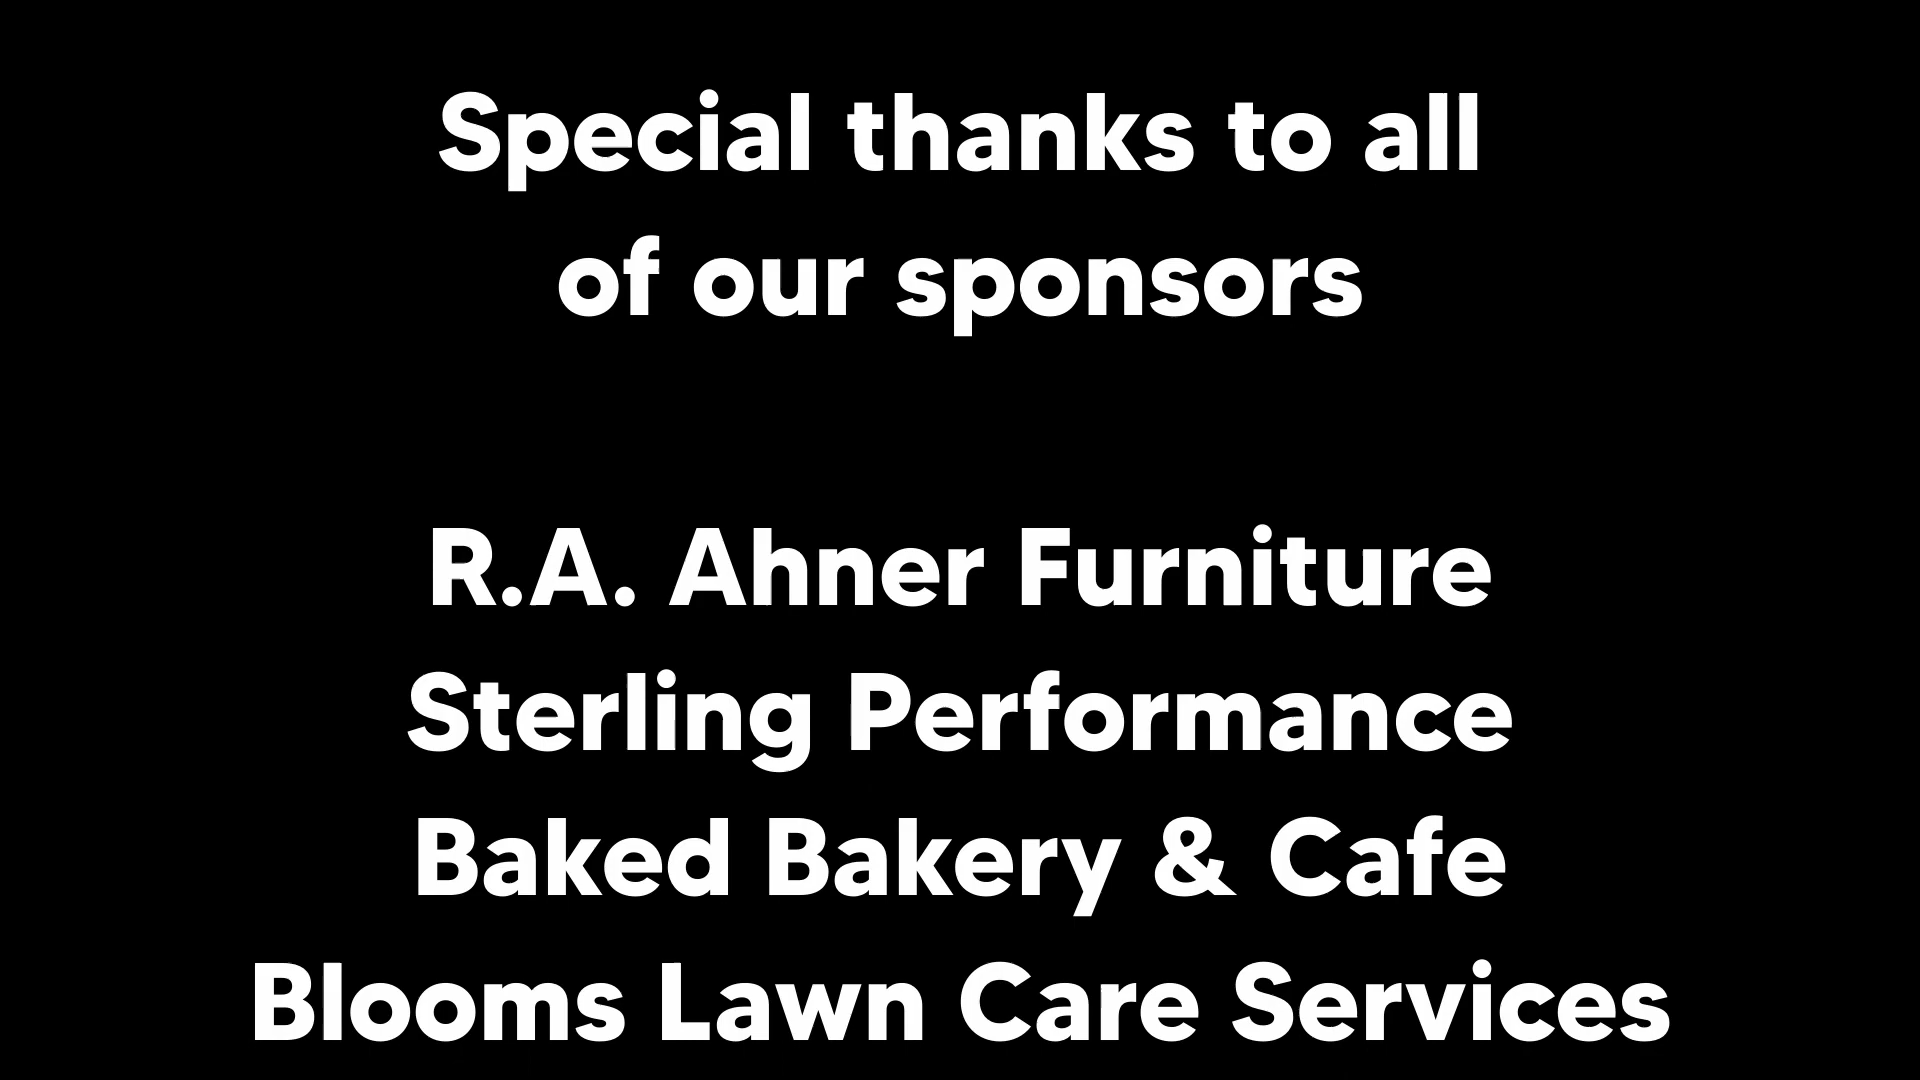 Special thanks to all
of our sponsors
R.A. Ahner Furniture
Sterling Performance
Baked Bakery & Cafe
Blooms Lawn Care Services